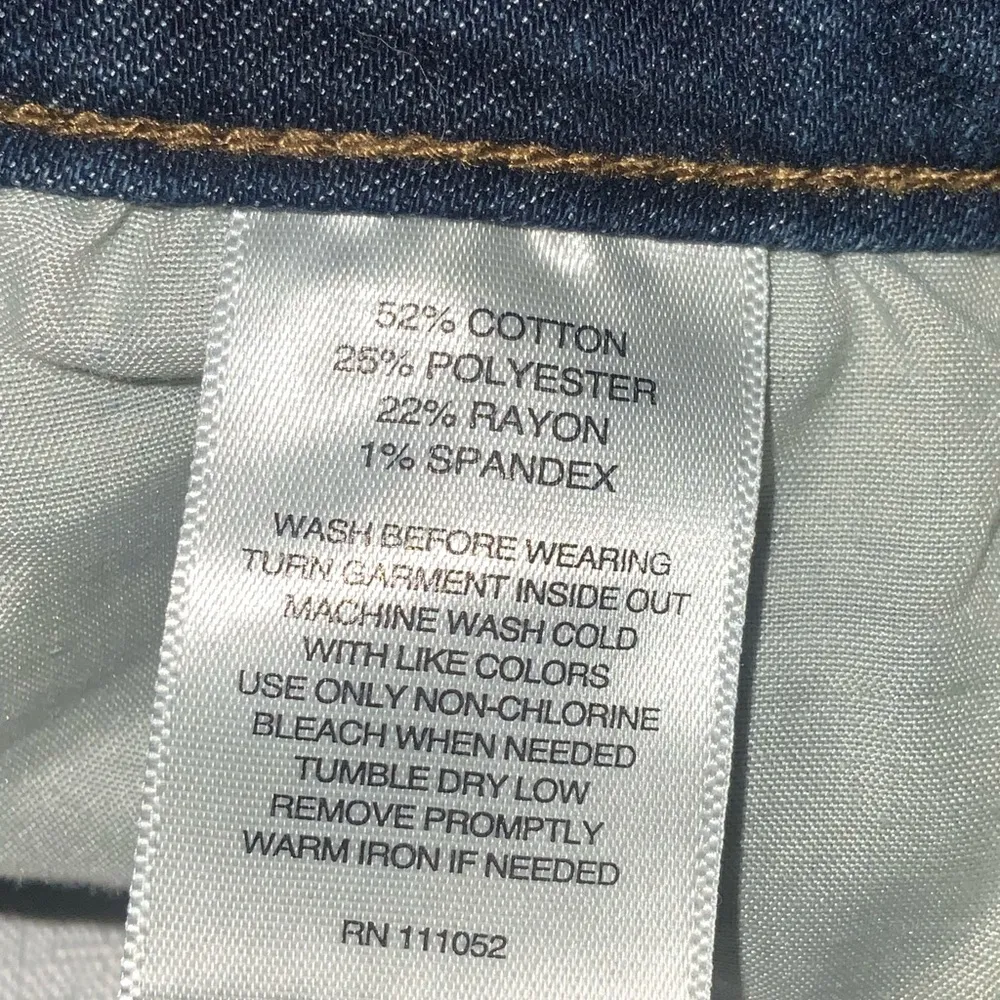 52% COTTON
25% POLYESTER
22% RAYON
1% SPANDEX
WASH BEFORE WEARING
TURN GARMENT INSIDE OUT
MACHINE WASH COLD
WITH LIKE COLORS
USE ONLY NON-CHLORINE
BLEACH WHEN NEEDED
TUMBLE DRY LOW
REMOVE PROMPTLY
WARM IRON IF NEEDED
RN 111052